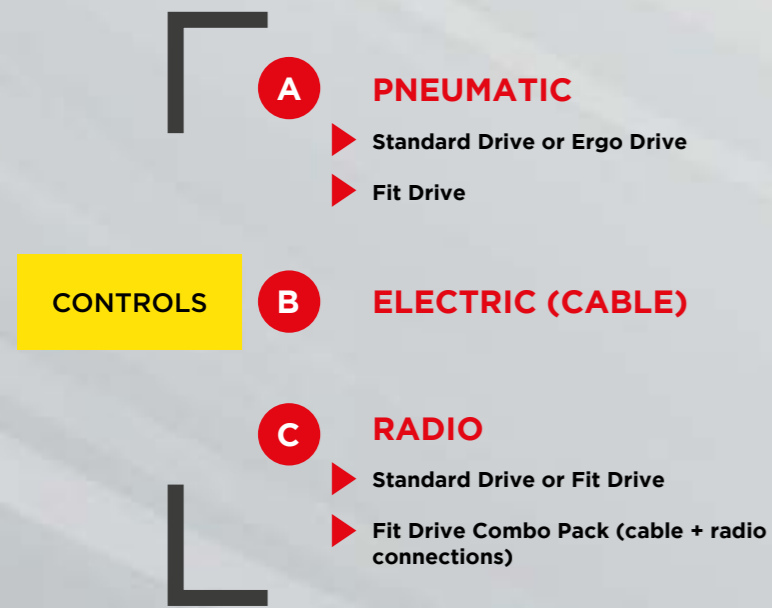 A PNEUMATIC
Standard Drive or Ergo Drive
Fit Drive
CONTROLS
B ELECTRIC (CABLE)
C RADIO
Standard Drive or Fit Drive
Fit Drive Combo Pack (cable + radio
connections)